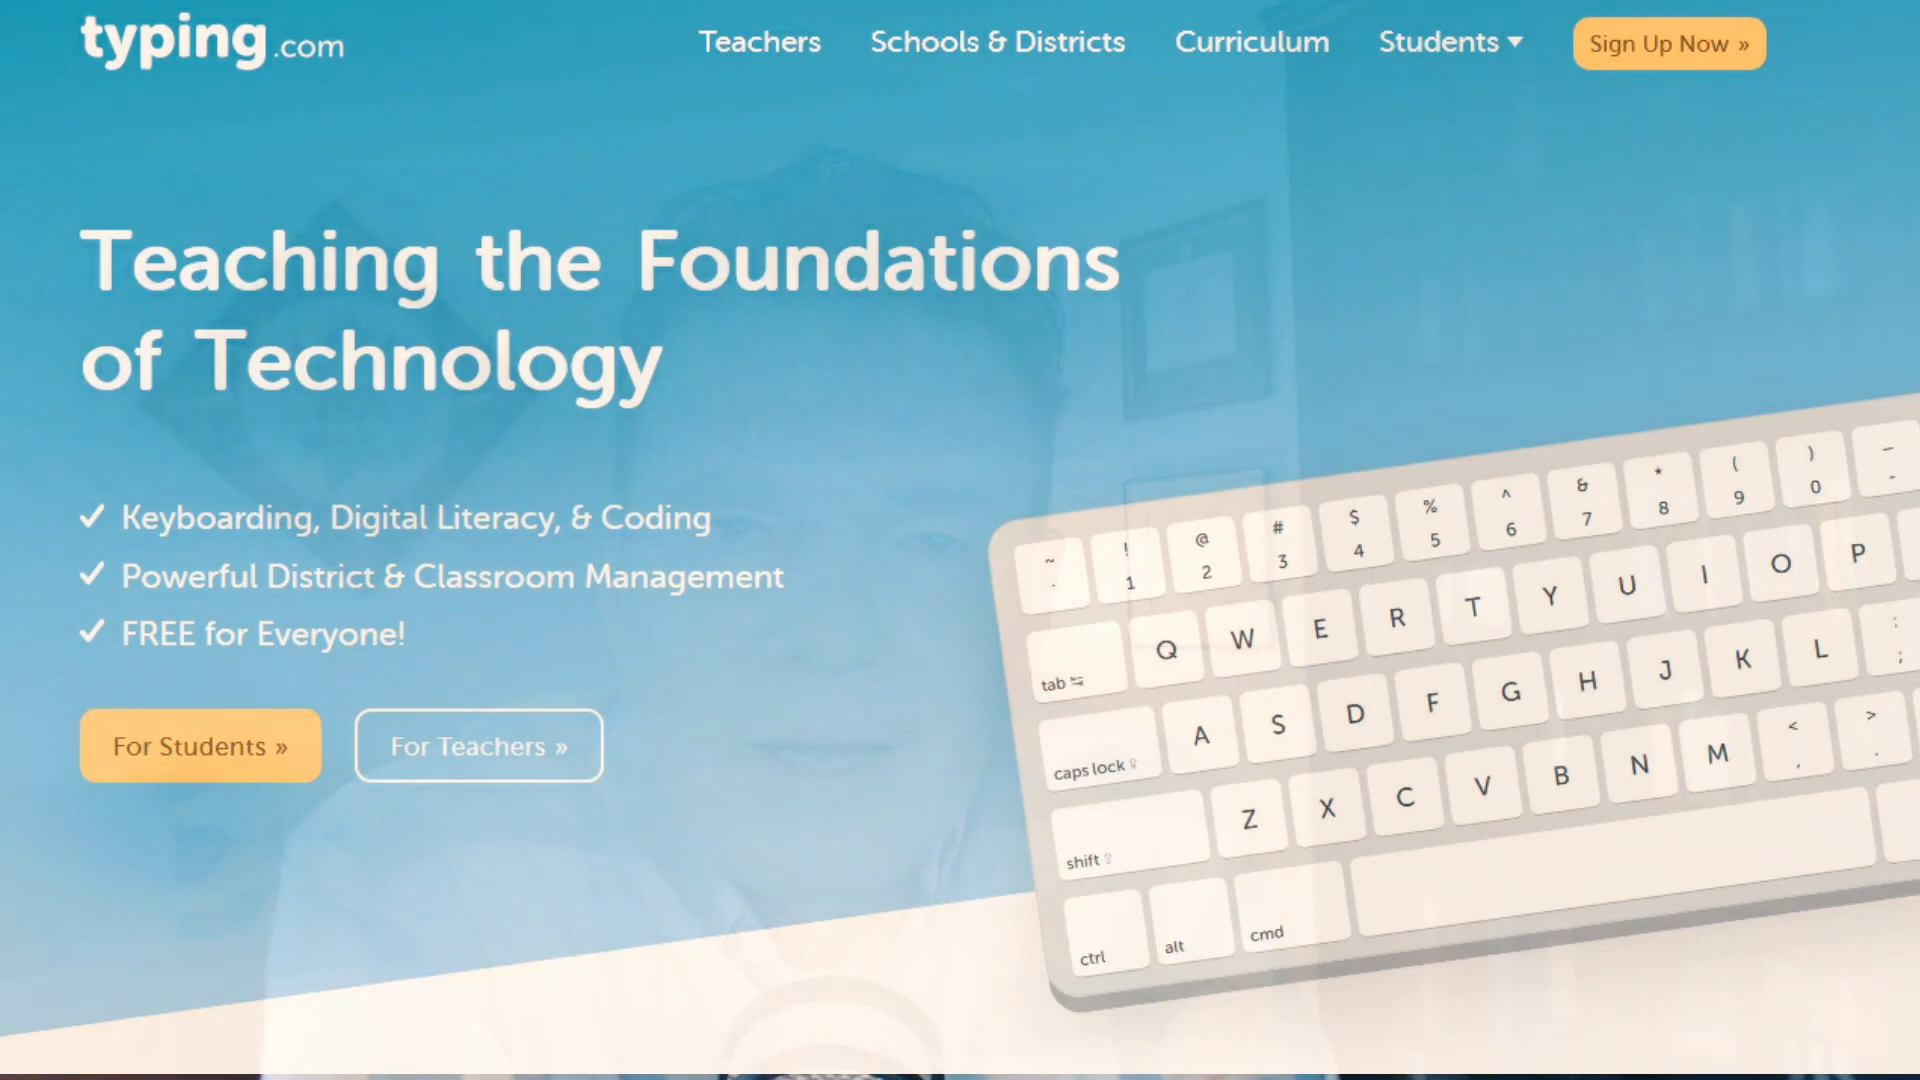 typing.com
Teachers Schools & Districts Curriculum Students Sign Up Now »
Teaching the Foundations
of Technology
Keyboarding, Digital Literacy, & Coding
Powerful District & Classroom Management
FREE for Everyone!
For Students » For Teachers »
~ ! @ # $ % ^ & * ( ) –
1 2 3 4 5 6 7 8 9 0 -
tab Q W E R T Y U I O P
caps lock A S D F G H J K L : ;
shift Z X C V B N M < , > .
ctrl alt cmd